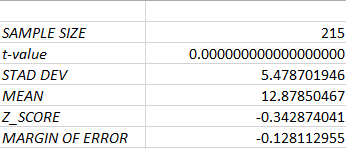 SAMPLE SIZE 215
t-value 0.000000000000000000
STAD DEV 5.478701946
MEAN 12.87850467
Z_SCORE -0.342874041
MARGIN OF ERROR -0.128112955